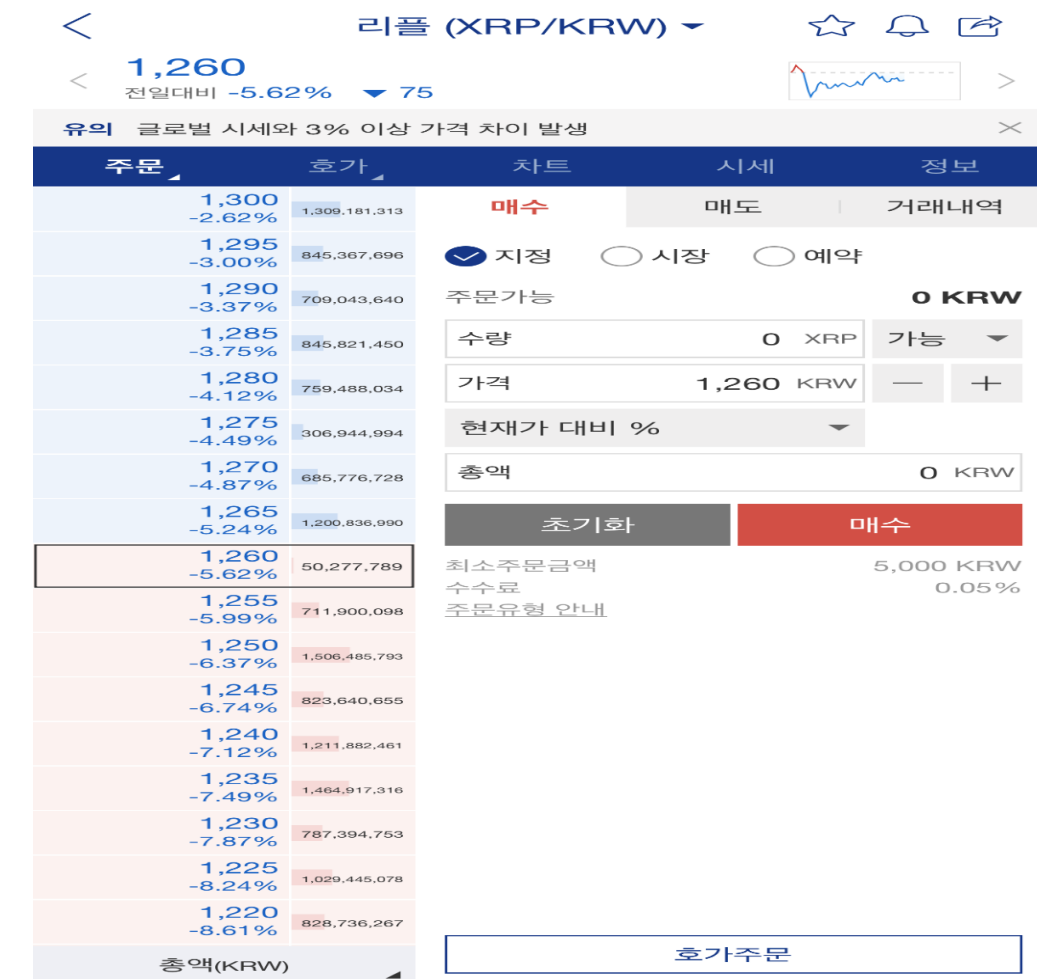 리플 (XRP/KRW)
1,260
전일대비 -5.62% ▼ 75
유의 글로벌 시세와 3% 이상 가격 차이 발생
주문 호가 차트 시세 정보
1,300
-2.62% 1,309,181,313
1,295
-3.00% 845,367,696
1,290
-3.37% 709,043,640
1,285
-3.75% 845,821,450
1,280
-4.12% 759,488,034
1,275
-4.49% 306,944,994
1,270
-4.87% 685,776,728
1,265
-5.24% 1,200,836,990
1,260
-5.62% 50,277,789
1,255
-5.99% 711,900,098
1,250
-6.37% 1,506,485,793
1,245
-6.74% 823,640,655
1,240
-7.12% 1,211,882,461
1,235
-7.49% 1,464,917,316
1,230
-7.87% 787,394,753
1,225
-8.24% 1,029,445,078
1,220
-8.61% 828,736,267
총액(KRW)
매수 매도 거래내역
지정 시장 예약
주문가능 0 KRW
수량 0 XRP 가능
가격 1,260 KRW — +
현재가 대비 %
총액 0 KRW
초기화 매수
최소주문금액 5,000 KRW
수수료 0.05%
주문유형 안내
호가주문